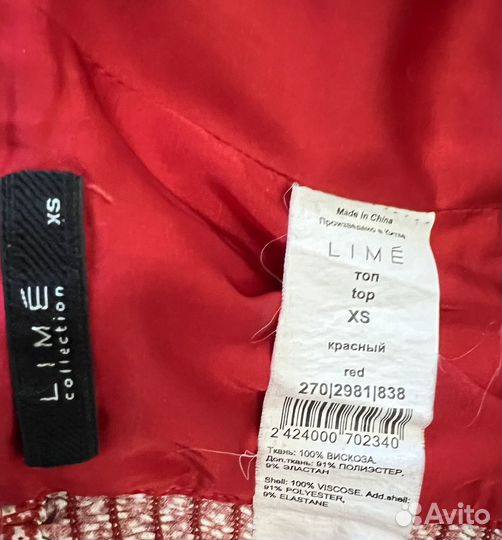 XS
LIMÉ
collection
Made in China
Произведено в Китае
LIMÉ
топ
top
XS
красный
red
270|2981|838
2 424000 702340
Ткань: 100% ВИСКОЗА.
Доп.ткань: 91% ПОЛИЭСТЕР,
9% ЭЛАСТАН
Shell: 100% VISCOSE. Add.shell:
91% POLYESTER,
9% ELASTANE
Avito